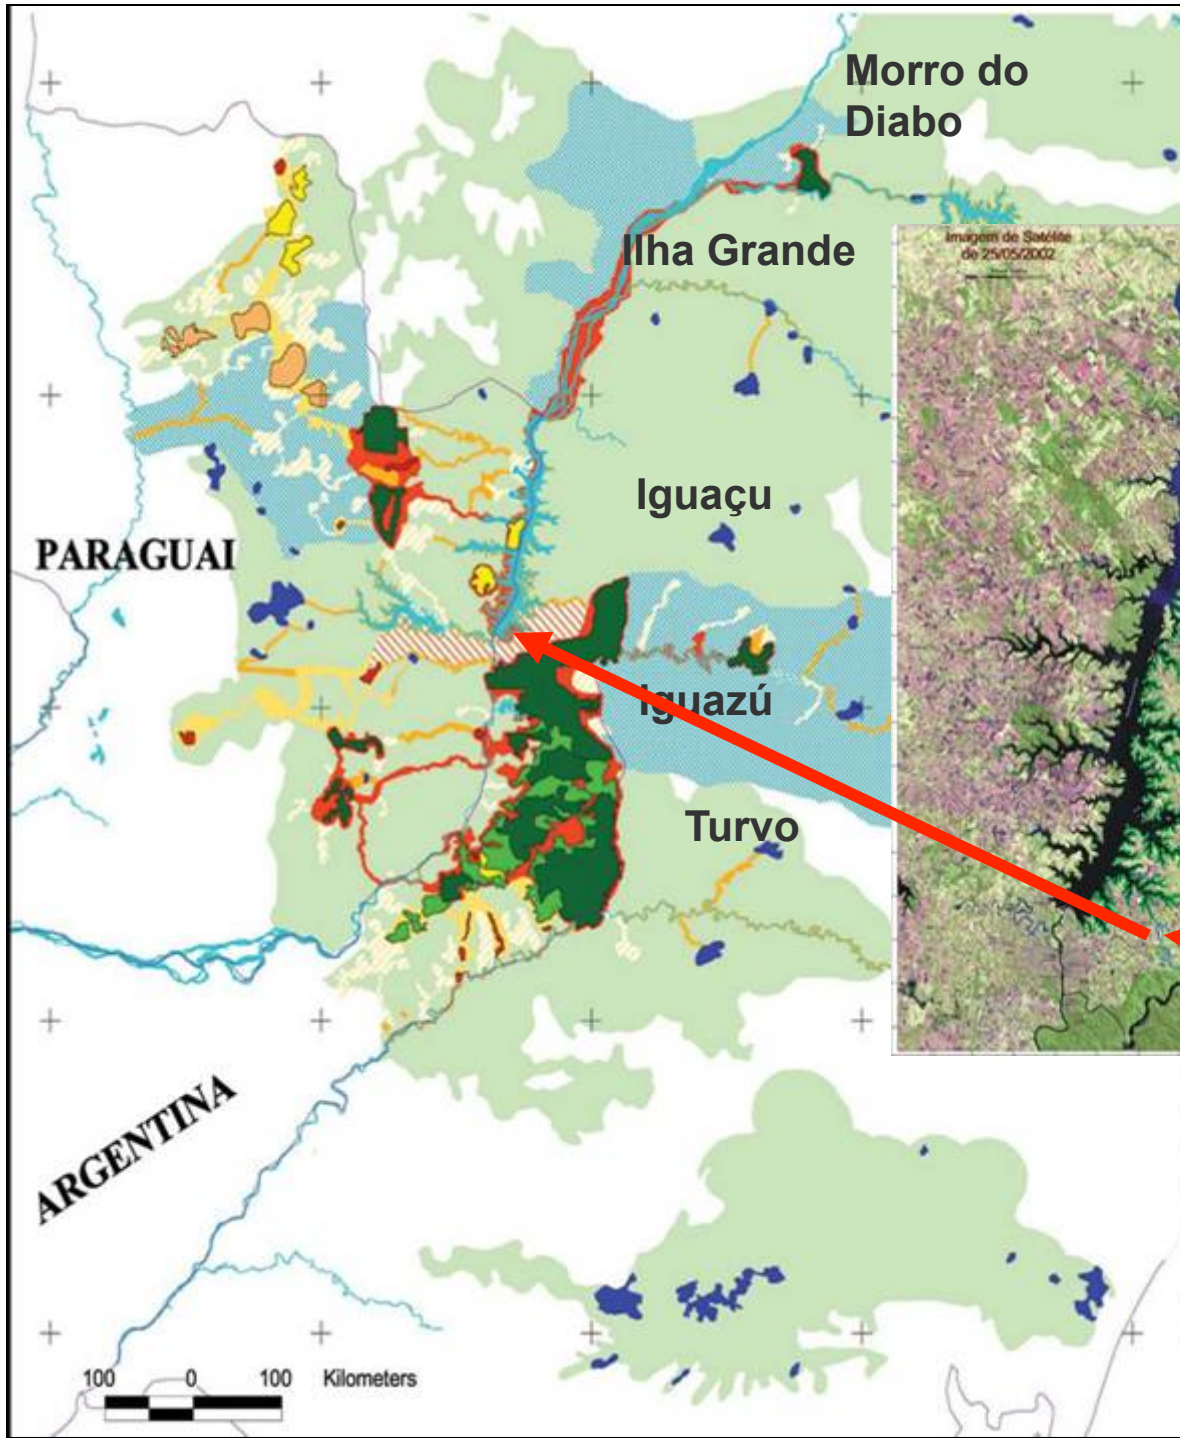 Morro do
Diabo
Ilha Grande
Imagem de Satélite
de 25/05/2002
Iguaçu
PARAGUAI
Iguazú
Turvo
ARGENTINA
100 0 100 Kilometers